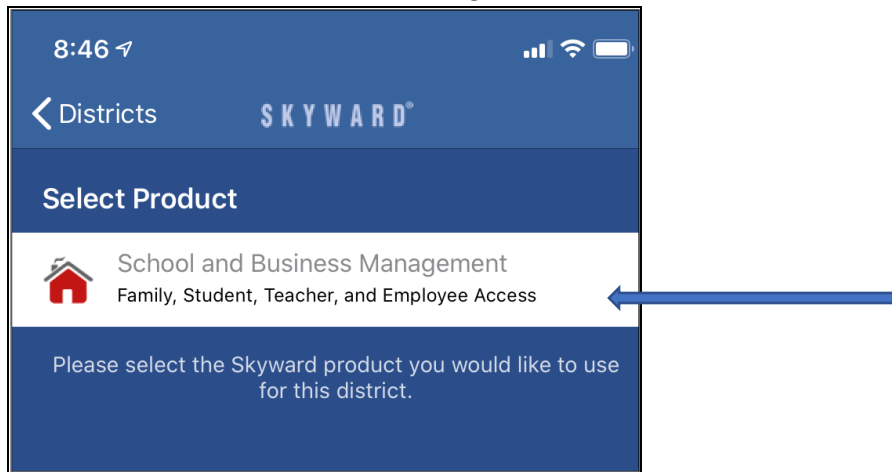 8:46
Districts
SKYWARD®
Select Product
School and Business Management
Family, Student, Teacher, and Employee Access
Please select the Skyward product you would like to use
for this district.